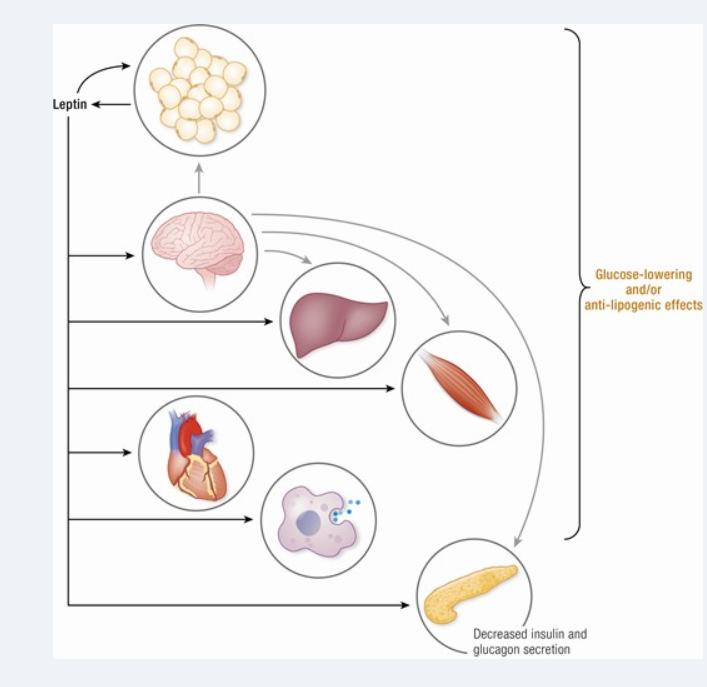 Leptin
Glucose-lowering
and/or
anti-lipogenic effects
Decreased insulin and
glucagon secretion